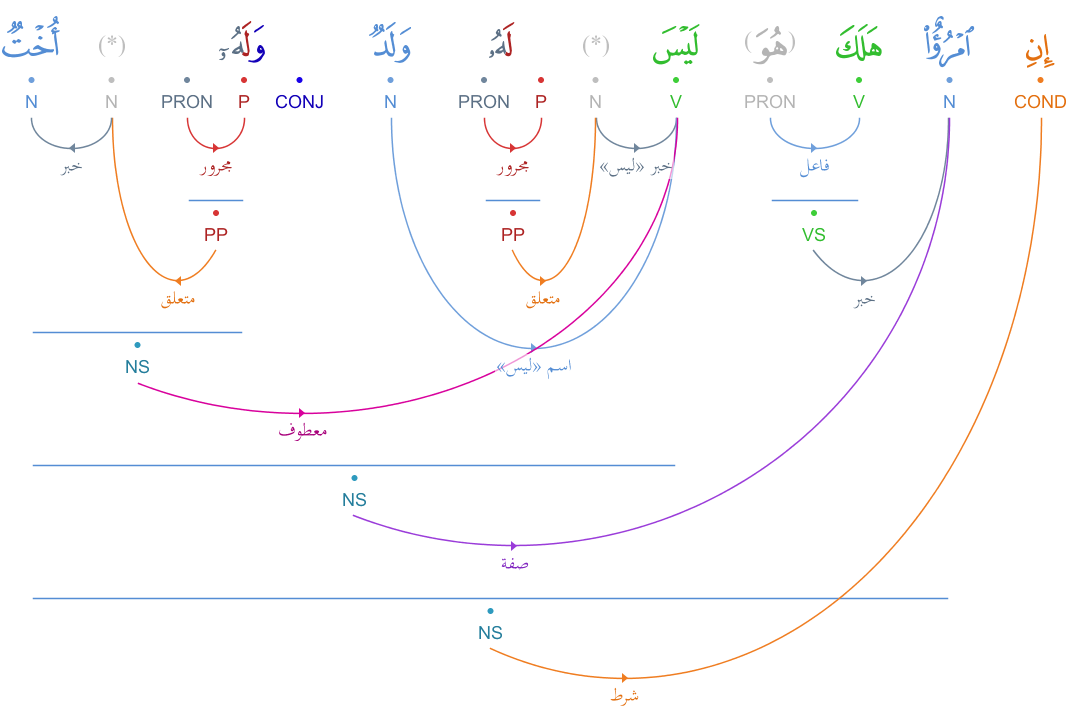 إِنِ ٱمْرُؤٌا۟ هَلَكَ (هُوَ) لَيْسَ (*) لَهُۥ وَلَدٌ وَلَهُۥٓ (*) أُخْتٌ
COND N V PRON V N P PRON N CONJ P PRON N N
فاعل خبر «ليس» مجرور مجرور خبر
VS PP PP
خبر متعلق متعلق
NS
اسم «ليس»
معطوف
NS
صفة
NS
شرط